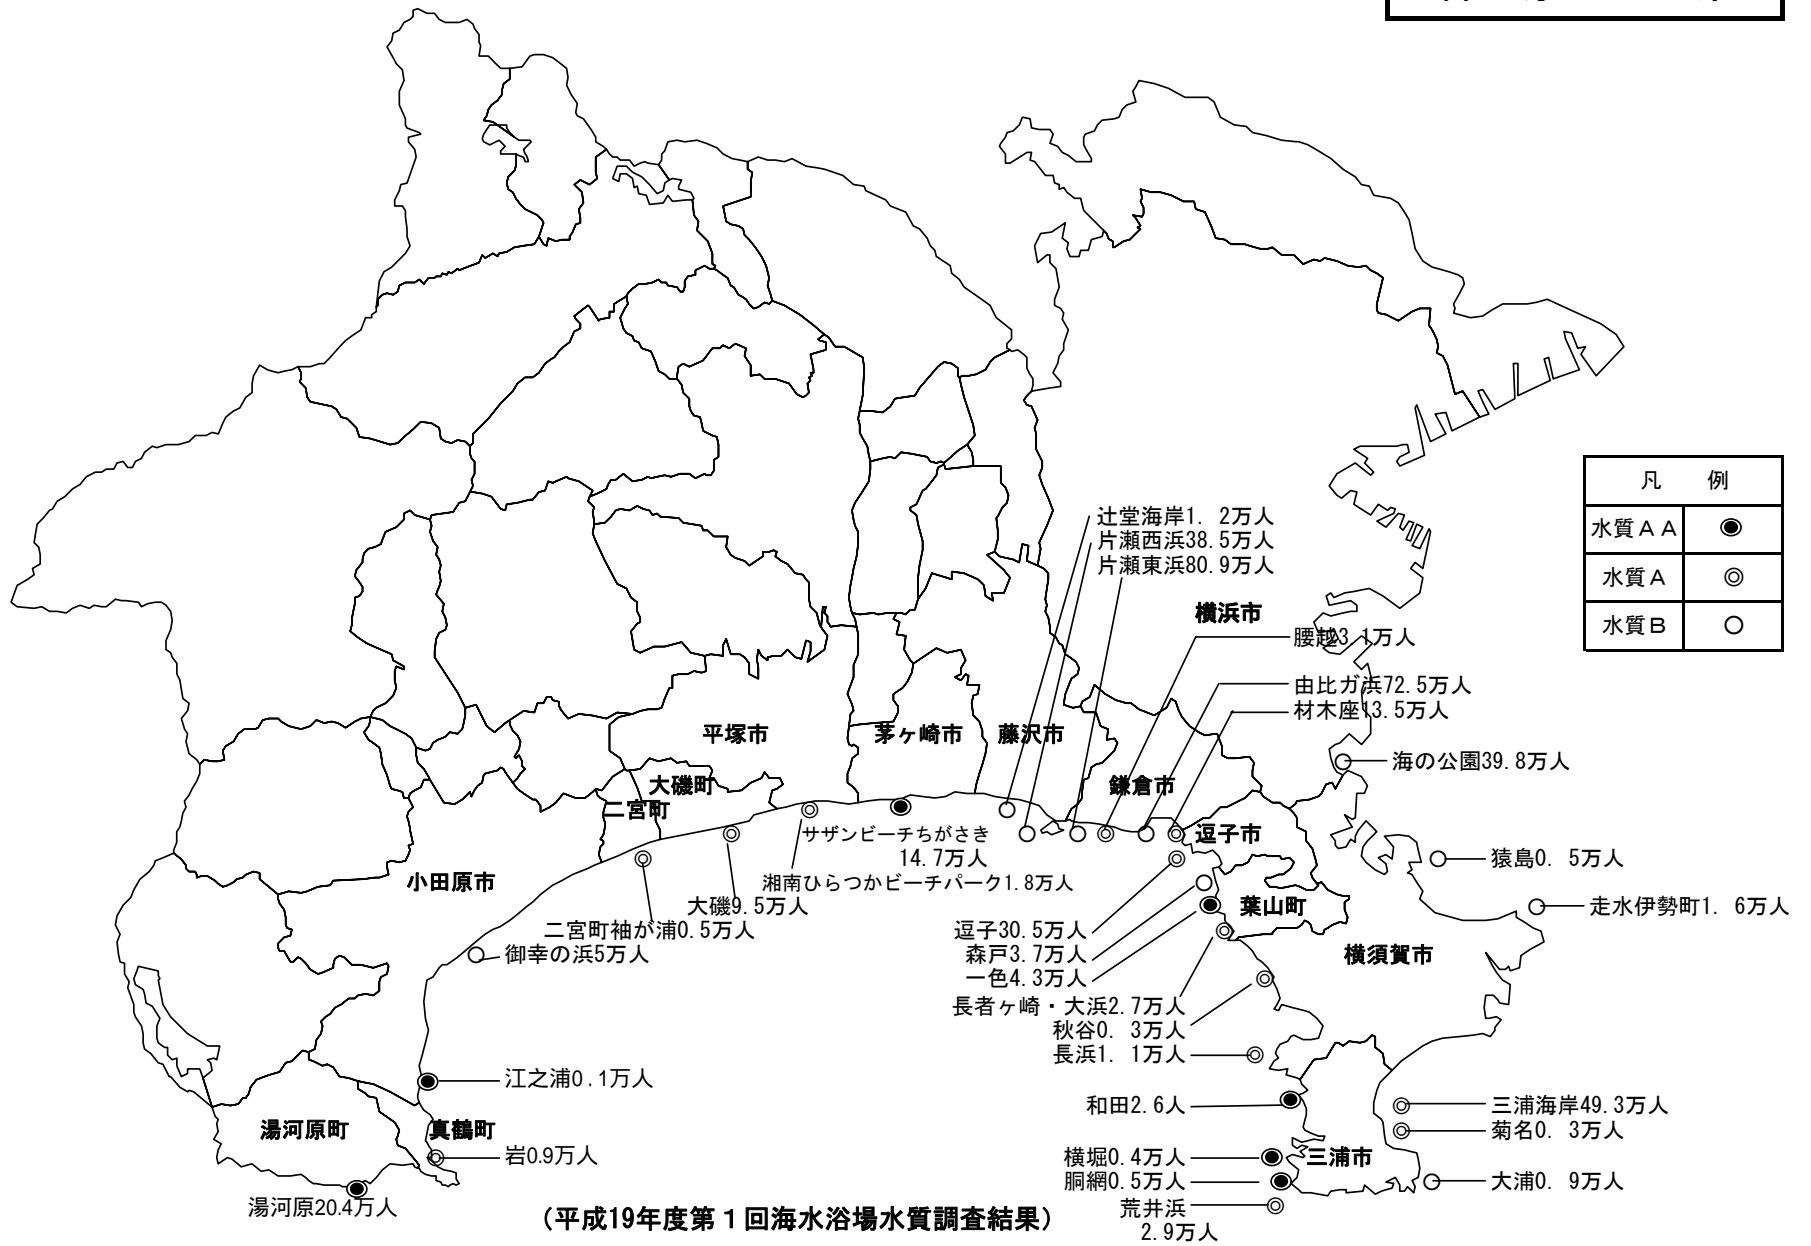 凡 例
水質ＡＡ
水質Ａ
水質Ｂ
辻堂海岸1. 2万人
片瀬西浜38.5万人
片瀬東浜80.9万人
横浜市
腰越3 1万人
由比ガ浜72.5万人
材木座13.5万人
海の公園39.8万人
平塚市
茅ヶ崎市
藤沢市
鎌倉市
大磯町
二宮町
逗子市
サザンビーチちがさき
14.7万人
湘南ひらつかビーチパーク1.8万人
大磯9.5万人
二宮町袖が浦0.5万人
御幸の浜5万人
小田原市
猿島0. 5万人
走水伊勢町1. 6万人
葉山町
横須賀市
逗子30.5万人
森戸3.7万人
一色4.3万人
長者ヶ崎・大浜2.7万人
秋谷0. 3万人
長浜1. 1万人
江之浦0.1万人
和田2.6人
三浦海岸49.3万人
菊名0. 3万人
湯河原町
真鶴町
岩0.9万人
横堀0.4万人
三浦市
胴網0.5万人
大浦0. 9万人
荒井浜
2.9万人
湯河原20.4万人
（平成19年度第１回海水浴場水質調査結果）